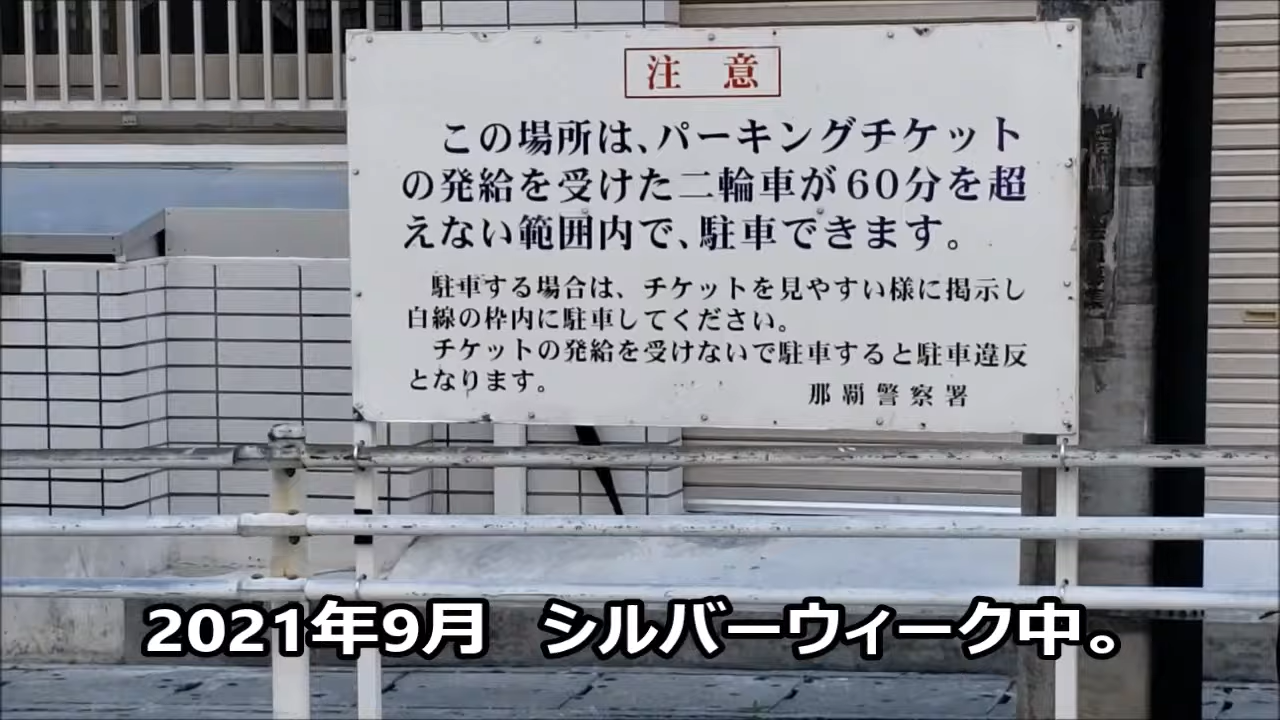 注 意
この場所は、パーキングチケット
の発給を受けた二輪車が60分を超
えない範囲内で、駐車できます。
駐車する場合は、チケットを見やすい様に掲示し
白線の枠内に駐車してください。
チケットの発給を受けないで駐車すると駐車違反
となります。
那覇警察署
2021年9月 シルバーウィーク中。